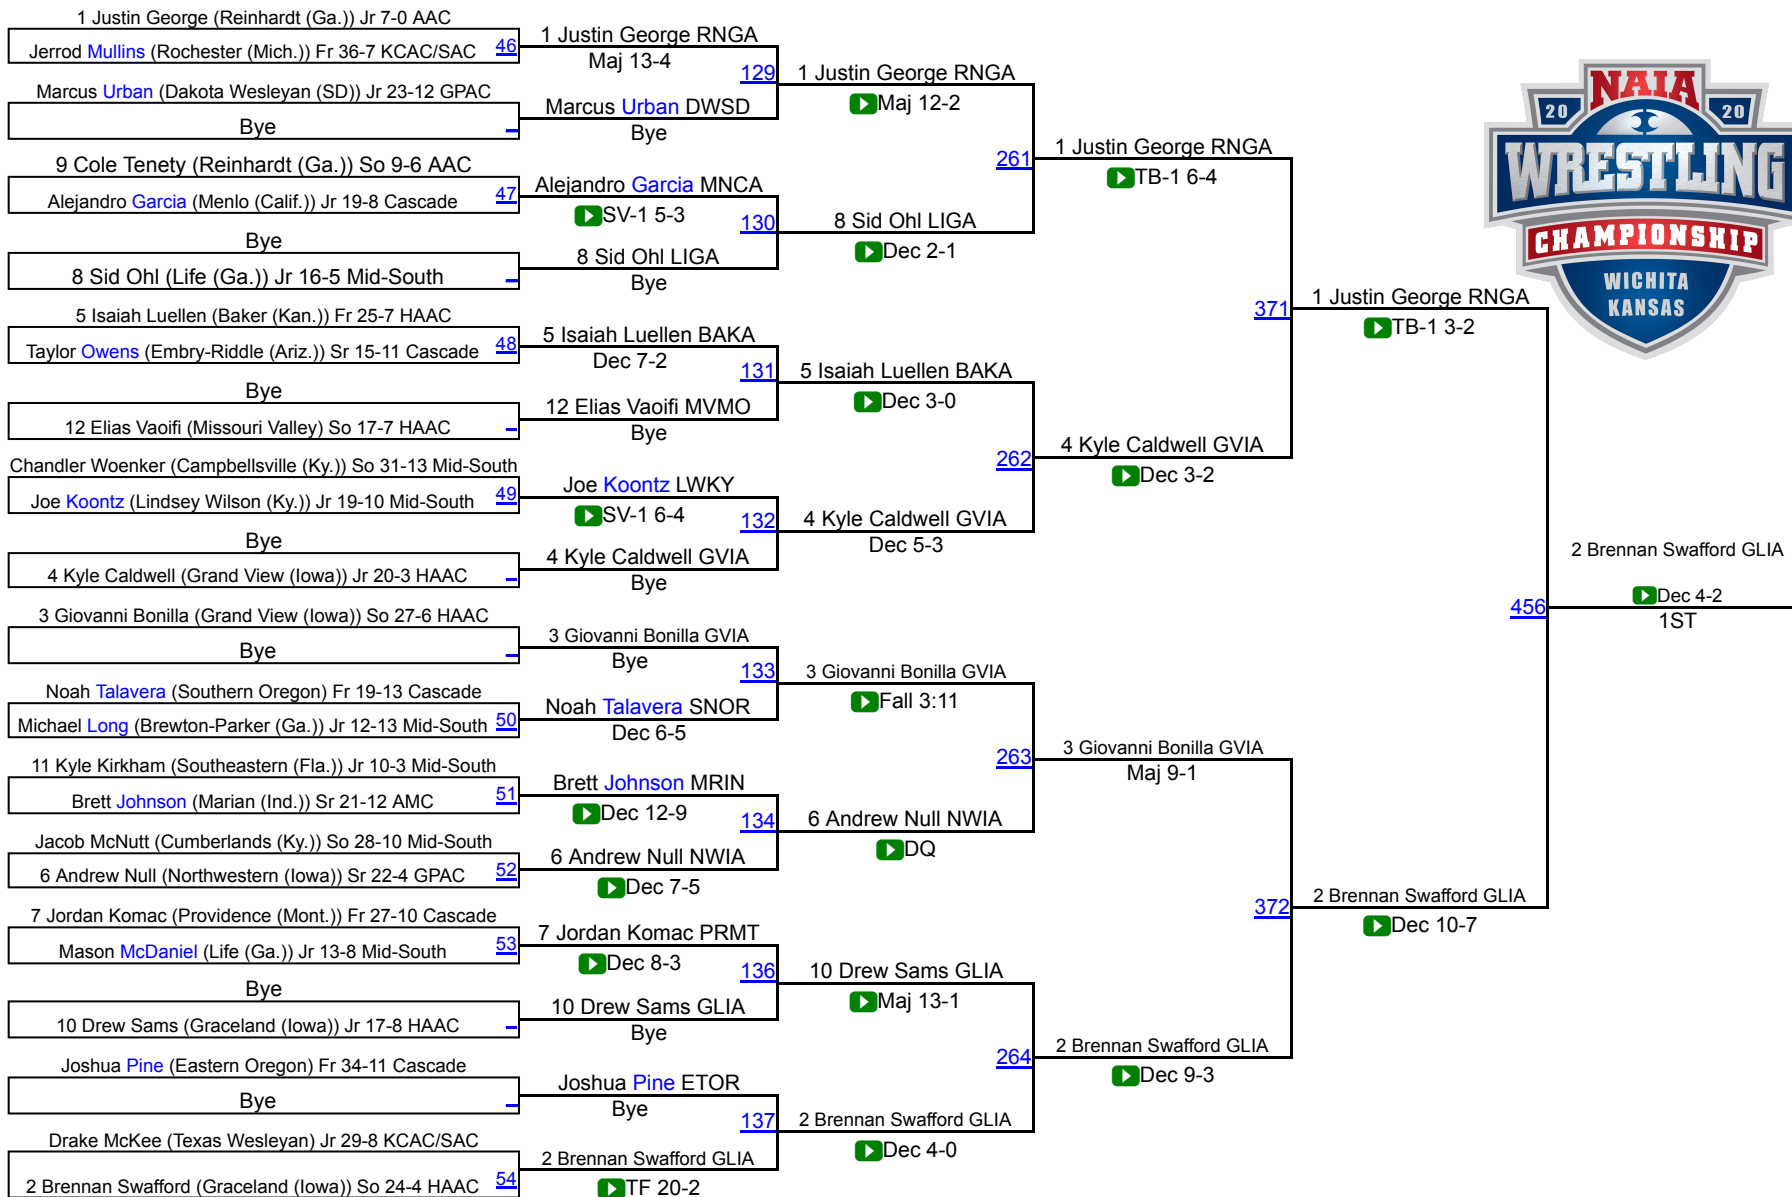 1 Justin George (Reinhardt (Ga.)) Jr 7-0 AAC
Jerrod Mullins (Rochester (Mich.)) Fr 36-7 KCAC/SAC 46
Marcus Urban (Dakota Wesleyan (SD)) Jr 23-12 GPAC
Bye
9 Cole Tenety (Reinhardt (Ga.)) So 9-6 AAC
Alejandro Garcia (Menlo (Calif.)) Jr 19-8 Cascade 47
Bye
8 Sid Ohl (Life (Ga.)) Jr 16-5 Mid-South
5 Isaiah Luellen (Baker (Kan.)) Fr 25-7 HAAC
Taylor Owens (Embry-Riddle (Ariz.)) Sr 15-11 Cascade 48
Bye
12 Elias Vaoifi (Missouri Valley) So 17-7 HAAC
Chandler Woenker (Campbellsville (Ky.)) So 31-13 Mid-South
Joe Koontz (Lindsey Wilson (Ky.)) Jr 19-10 Mid-South 49
Bye
4 Kyle Caldwell (Grand View (Iowa)) Jr 20-3 HAAC
3 Giovanni Bonilla (Grand View (Iowa)) So 27-6 HAAC
Bye
Noah Talavera (Southern Oregon) Fr 19-13 Cascade
Michael Long (Brewton-Parker (Ga.)) Jr 12-13 Mid-South 50
11 Kyle Kirkham (Southeastern (Fla.)) Jr 10-3 Mid-South
Brett Johnson (Marian (Ind.)) Sr 21-12 AMC 51
Jacob McNutt (Cumberlands (Ky.)) So 28-10 Mid-South
6 Andrew Null (Northwestern (Iowa)) Sr 22-4 GPAC 52
7 Jordan Komac (Providence (Mont.)) Fr 27-10 Cascade
Mason McDaniel (Life (Ga.)) Jr 13-8 Mid-South 53
Bye
10 Drew Sams (Graceland (Iowa)) Jr 17-8 HAAC
Joshua Pine (Eastern Oregon) Fr 34-11 Cascade
Bye
Drake McKee (Texas Wesleyan) Jr 29-8 KCAC/SAC
2 Brennan Swafford (Graceland (Iowa)) So 24-4 HAAC 54
1 Justin George RNGA
Maj 13-4
129
Marcus Urban DWSD
Bye
Alejandro Garcia MNCA
SV-1 5-3
130
8 Sid Ohl LIGA
Bye
5 Isaiah Luellen BAKA
Dec 7-2
131
12 Elias Vaoifi MVMO
Bye
Joe Koontz LWKY
SV-1 6-4
132
4 Kyle Caldwell GVIA
Bye
3 Giovanni Bonilla GVIA
Bye
133
Noah Talavera SNOR
Dec 6-5
Brett Johnson MRIN
Dec 12-9
134
6 Andrew Null NWIA
Dec 7-5
7 Jordan Komac PRMT
Dec 8-3
136
10 Drew Sams GLIA
Bye
Joshua Pine ETOR
Bye
137
2 Brennan Swafford GLIA
TF 20-2
1 Justin George RNGA
Maj 12-2
261
8 Sid Ohl LIGA
Dec 2-1
5 Isaiah Luellen BAKA
Dec 3-0
262
4 Kyle Caldwell GVIA
Dec 5-3
3 Giovanni Bonilla GVIA
Fall 3:11
263
6 Andrew Null NWIA
DQ
10 Drew Sams GLIA
Maj 13-1
264
2 Brennan Swafford GLIA
Dec 4-0
1 Justin George RNGA
TB-1 6-4
371
4 Kyle Caldwell GVIA
Dec 3-2
3 Giovanni Bonilla GVIA
Maj 9-1
372
2 Brennan Swafford GLIA
Dec 9-3
1 Justin George RNGA
TB-1 3-2
456
2 Brennan Swafford GLIA
Dec 10-7
2 Brennan Swafford GLIA
Dec 4-2
1ST
NAIA
20 20
WRESTLING
CHAMPIONSHIP
WICHITA
KANSAS